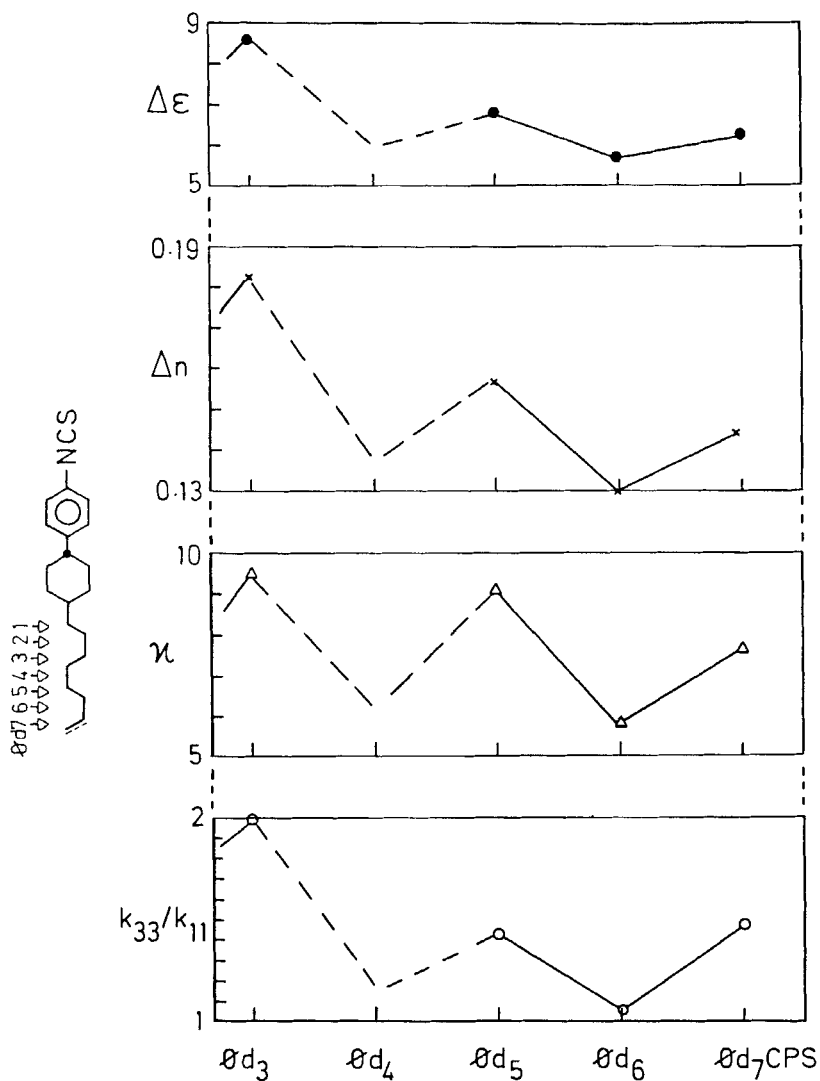 9
Δε
5
0.19
Δn
0.13
10
ϰ
5
2
k33/k11
1
Ød3
Ød4
Ød5
Ød6
Ød7CPS
NCS
Ød7654321